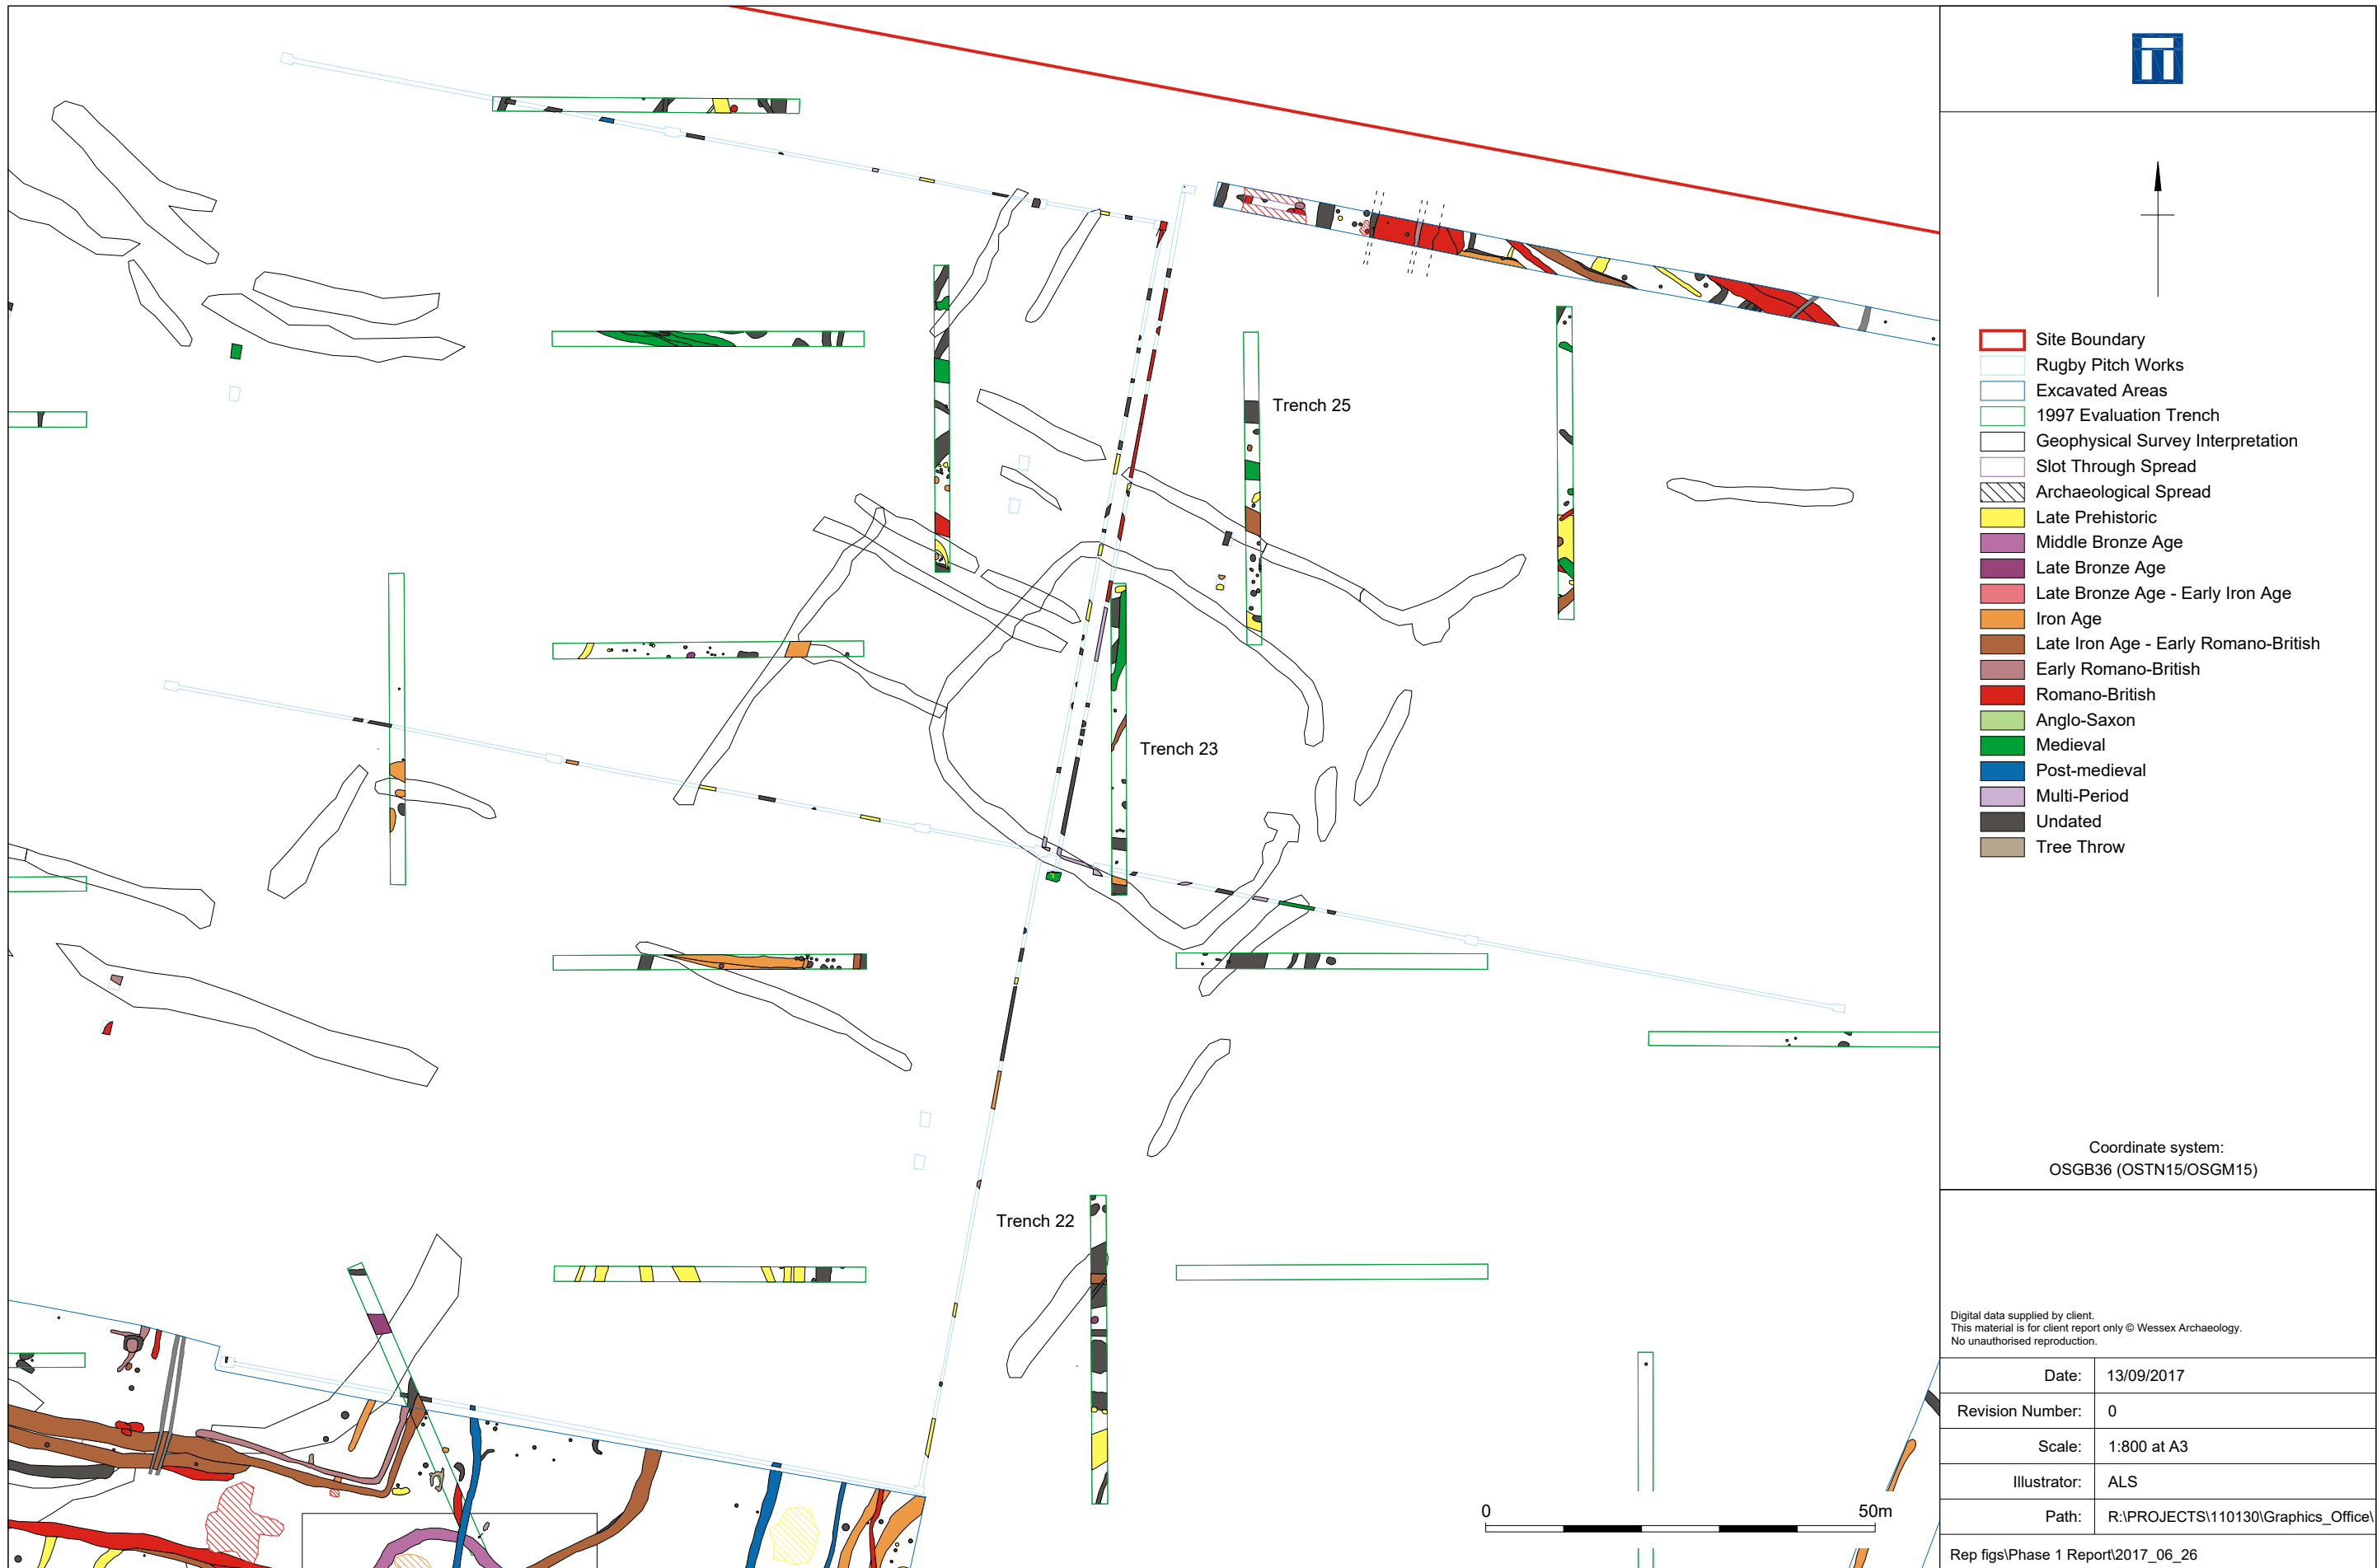 Trench 25
Trench 23
Trench 22
0 50m
Site Boundary
Rugby Pitch Works
Excavated Areas
1997 Evaluation Trench
Geophysical Survey Interpretation
Slot Through Spread
Archaeological Spread
Late Prehistoric
Middle Bronze Age
Late Bronze Age
Late Bronze Age - Early Iron Age
Iron Age
Late Iron Age - Early Romano-British
Early Romano-British
Romano-British
Anglo-Saxon
Medieval
Post-medieval
Multi-Period
Undated
Tree Throw
Coordinate system:
OSGB36 (OSTN15/OSGM15)
Digital data supplied by client.
This material is for client report only © Wessex Archaeology.
No unauthorised reproduction.
Date: 13/09/2017
Revision Number: 0
Scale: 1:800 at A3
Illustrator: ALS
Path: R:\PROJECTS\110130\Graphics_Office\
Rep figs\Phase 1 Report\2017_06_26